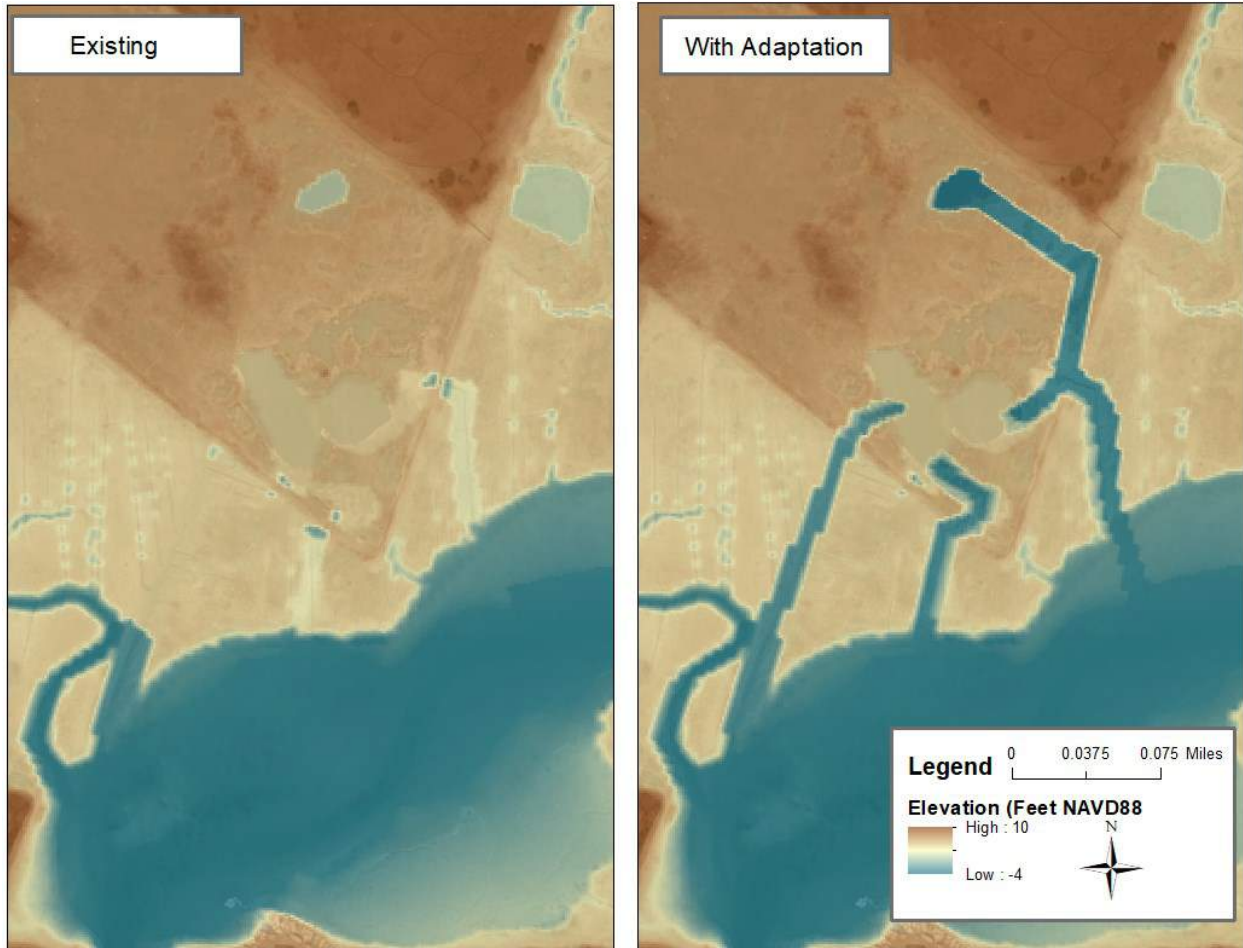 Existing
With Adaptation
Legend
0 0.0375 0.075 Miles
Elevation (Feet NAVD88
N
High : 10
Low : -4